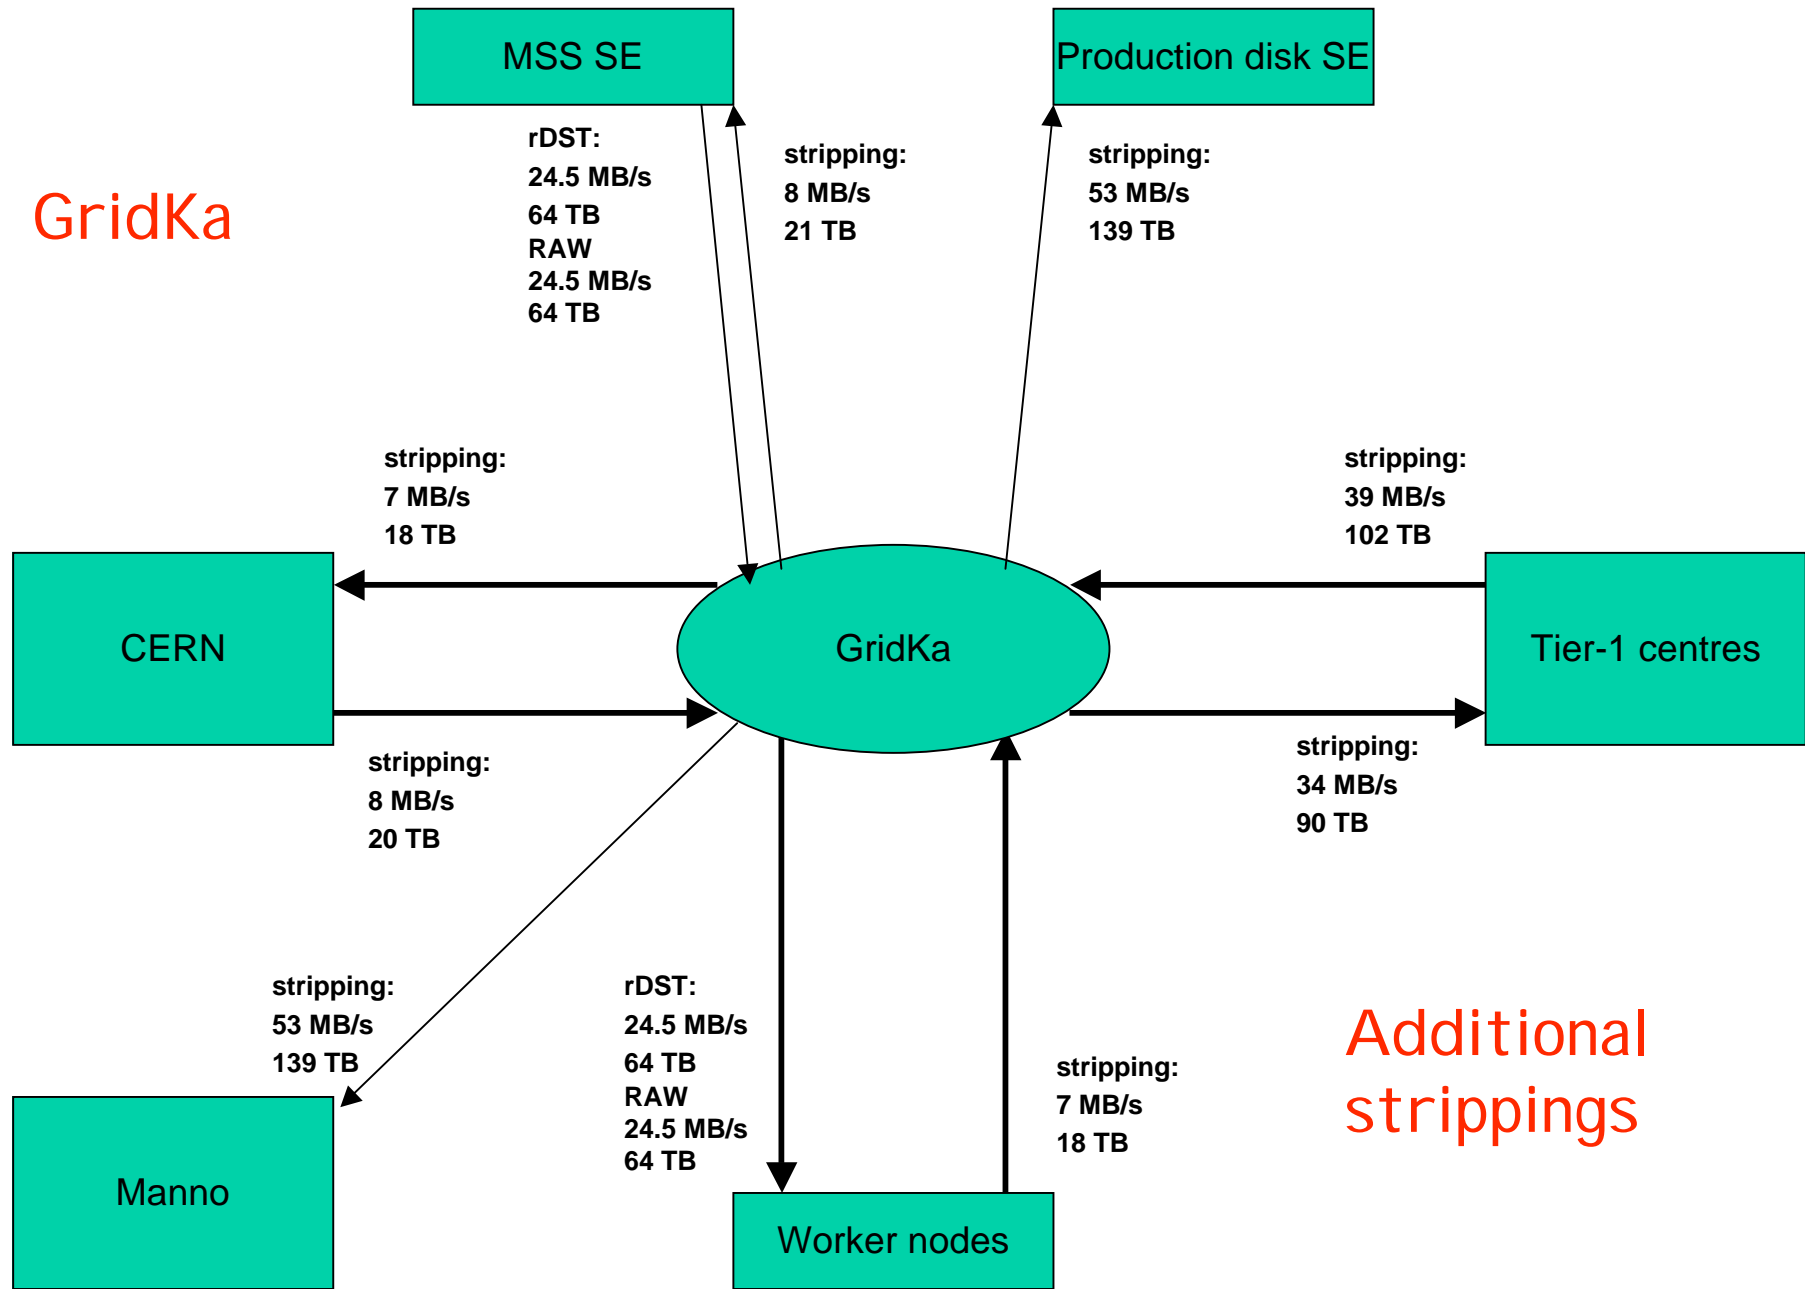 MSS SE
Production disk SE
GridKa
rDST:
24.5 MB/s
64 TB
RAW
24.5 MB/s
64 TB
stripping:
8 MB/s
21 TB
stripping:
53 MB/s
139 TB
stripping:
7 MB/s
18 TB
stripping:
39 MB/s
102 TB
CERN
GridKa
Tier-1 centres
stripping:
8 MB/s
20 TB
stripping:
34 MB/s
90 TB
stripping:
53 MB/s
139 TB
rDST:
24.5 MB/s
64 TB
RAW
24.5 MB/s
64 TB
stripping:
7 MB/s
18 TB
Additional
strippings
Manno
Worker nodes